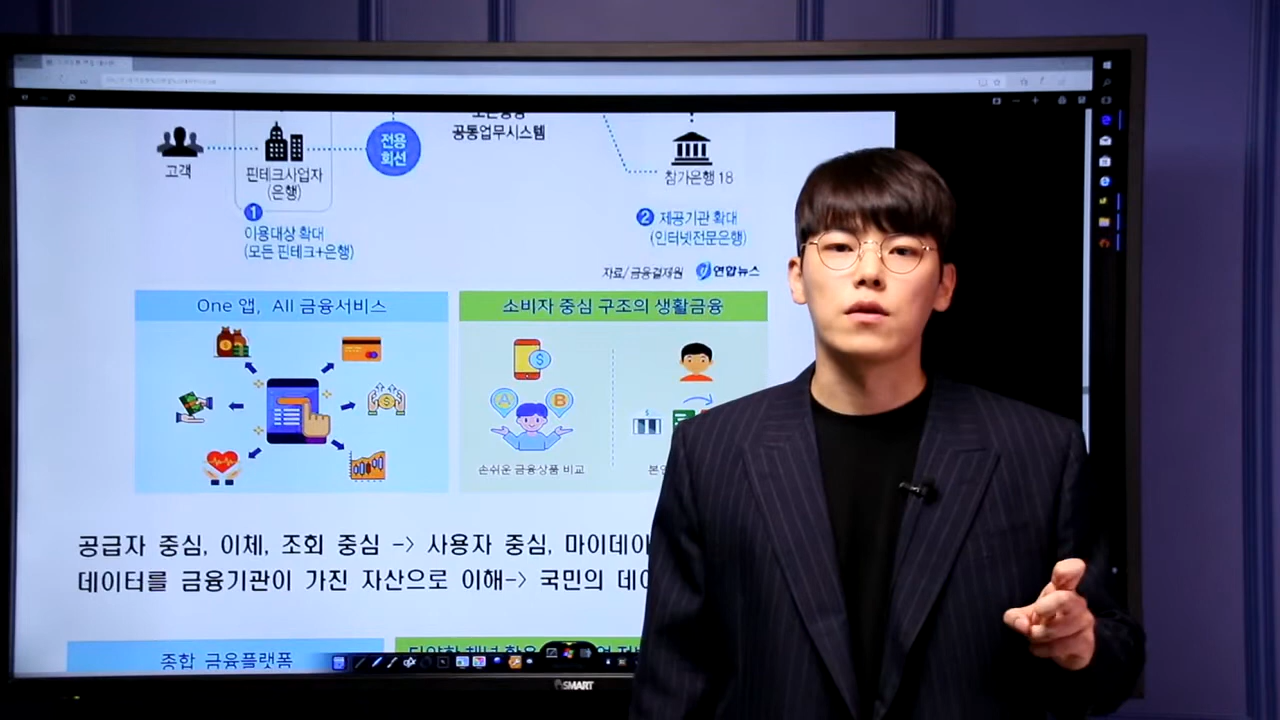 공동업무시스템
전용
회선
고객
핀테크사업자
(은행)
참가은행 18
1
이용대상 확대
(모든 핀테크+은행)
2 제공기관 확대
(인터넷전문은행)
자료/금융결제원 연합뉴스
One 앱, All 금융서비스
소비자 중심 구조의 생활금융
A
B
손쉬운 금융상품 비교
본인
공급자 중심, 이체, 조회 중심 -> 사용자 중심, 마이데이
데이터를 금융기관이 가진 자산으로 이해-> 국민의 데이
종합 금융플랫폼
SMART